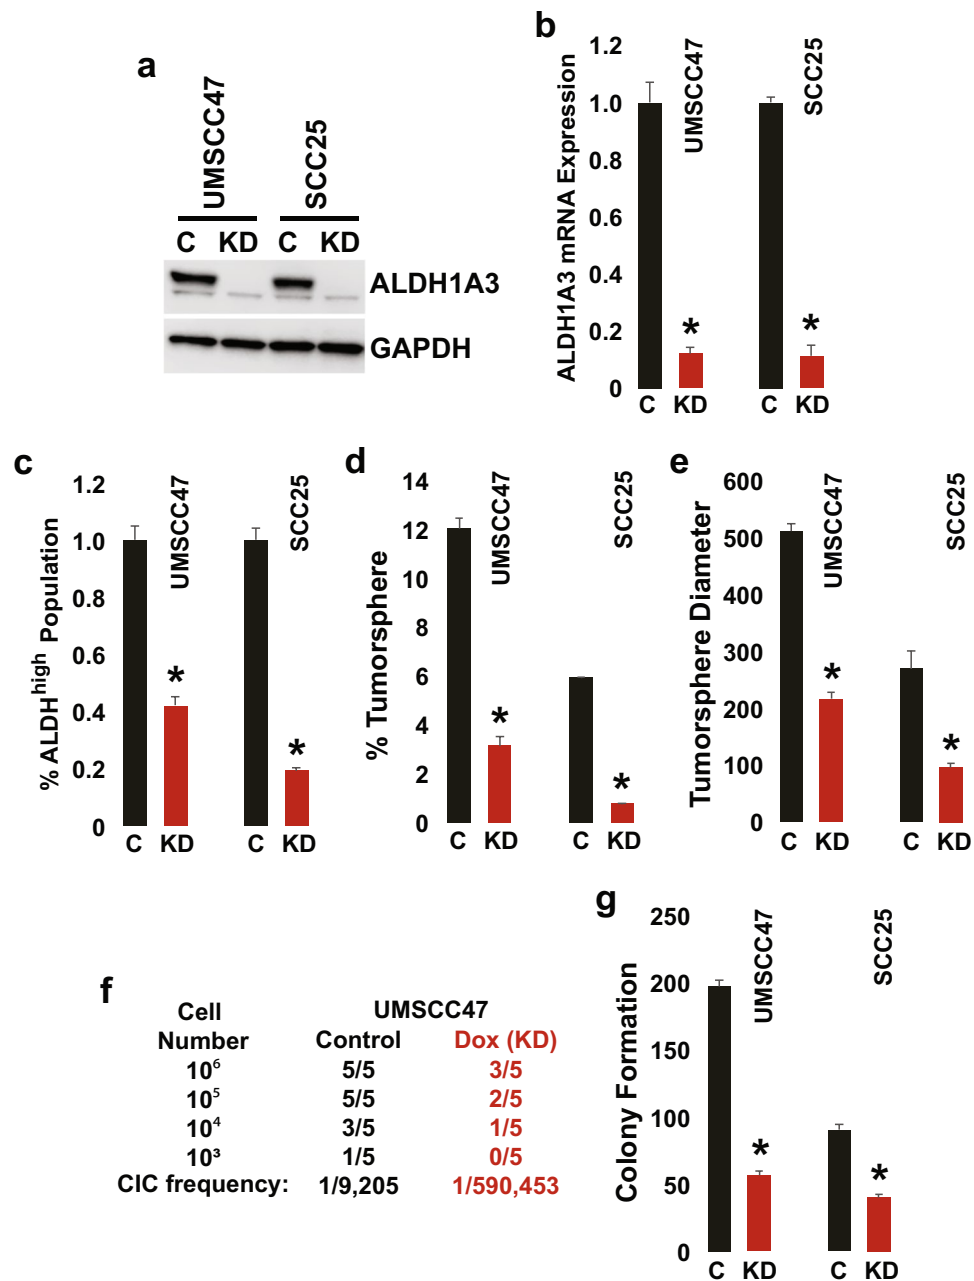 a
UMSCC47
SCC25
C KD C KD
ALDH1A3
GAPDH
b
ALDH1A3 mRNA Expression
1.2
1.0
0.8
0.6
0.4
0.2
0
UMSCC47
SCC25
*
*
C KD C KD
c
% ALDHhigh Population
1.2
1.0
0.8
0.6
0.4
0.2
0
UMSCC47
SCC25
*
*
C KD C KD
d
% Tumorsphere
14
12
10
8
6
4
2
0
UMSCC47
SCC25
*
*
C KD C KD
e
Tumorsphere Diameter
600
500
400
300
200
100
0
UMSCC47
SCC25
*
*
C KD C KD
f
Cell UMSCC47
Number Control Dox (KD)
10⁶ 5/5 3/5
10⁵ 5/5 2/5
10⁴ 3/5 1/5
10³ 1/5 0/5
CIC frequency: 1/9,205 1/590,453
g
Colony Formation
250
200
150
100
50
0
UMSCC47
SCC25
*
*
C KD C KD